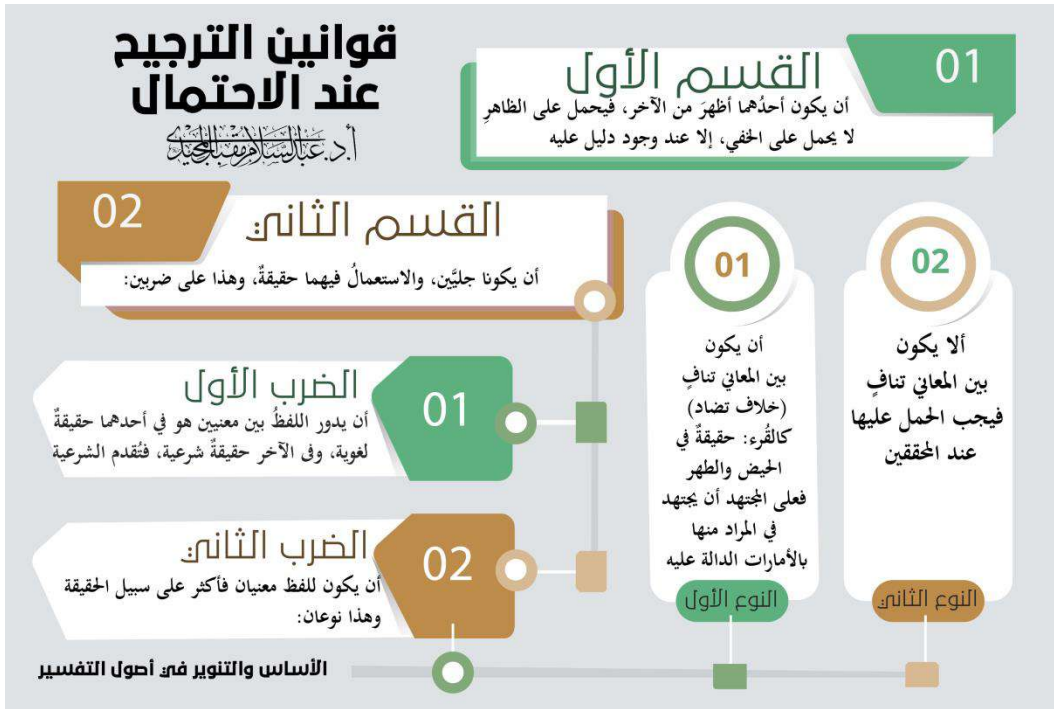 قوانين الترجيح
عند الاحتمال
أ.د. عبدالسلام مقبل المجيدي
01
القسم الأول
أن يكون أحدُهما أظهرَ من الآخر، فيحمل على الظاهرِ
لا يحمل على الخفي، إلا عند وجود دليل عليه
02
القسم الثاني
أن يكونا جليَّين، والاستعمالُ فيهما حقيقةٌ، وهذا على ضربين:
01
الضرب الأول
أن يدور اللفظُ بين معنيين هو في أحدهما حقيقةٌ
لغوية، وفى الآخر حقيقةٌ شرعية، فتُقدم الشرعية
02
الضرب الثاني
أن يكون للفظ معنيان فأكثر على سبيل الحقيقة
وهذا نوعان:
01
أن يكون
بين المعاني تنافٍ
(خلاف تضاد)
كالقُرء: حقيقةٌ في
الحيض والطهر
فعلى المجتهد أن يجتهد
في المراد منها
بالأمارات الدالة عليه
النوع الأول
02
ألا يكون
بين المعاني تنافٍ
فيجب الحمل عليها
عند المحققين
النوع الثاني
الأساس والتنوير في أصول التفسير